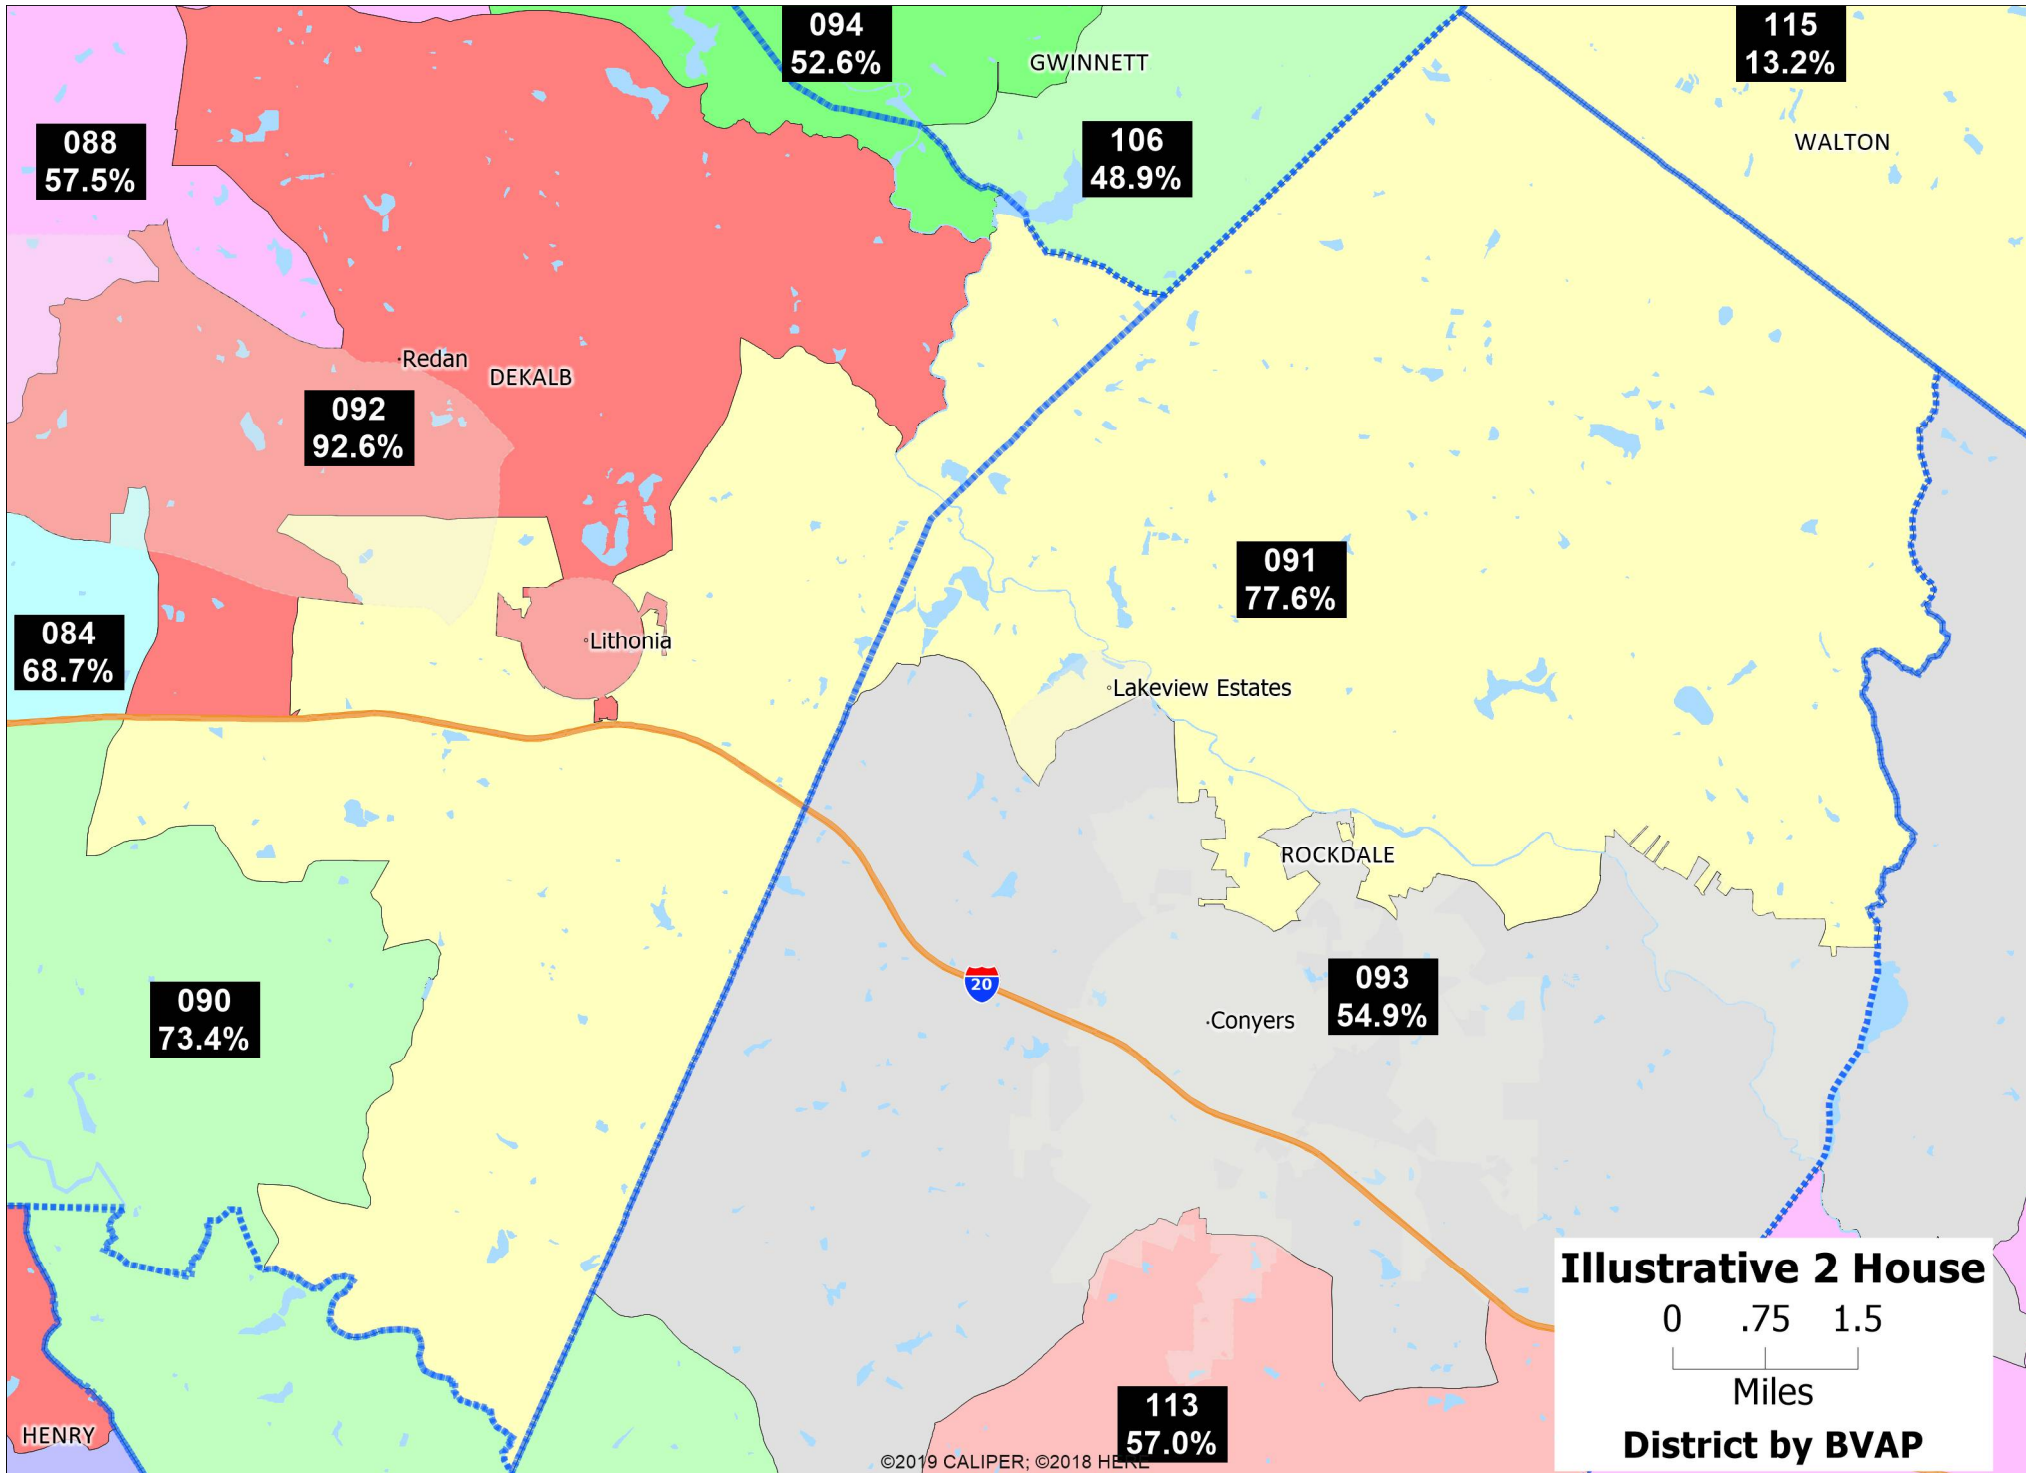 094
52.6%
GWINNETT
115
13.2%
WALTON
088
57.5%
106
48.9%
Redan
DEKALB
092
92.6%
091
77.6%
084
68.7%
Lithonia
Lakeview Estates
ROCKDALE
20
093
54.9%
090
73.4%
Conyers
Illustrative 2 House
0 .75 1.5
Miles
District by BVAP
113
57.0%
HENRY
©2019 CALIPER; ©2018 HERE